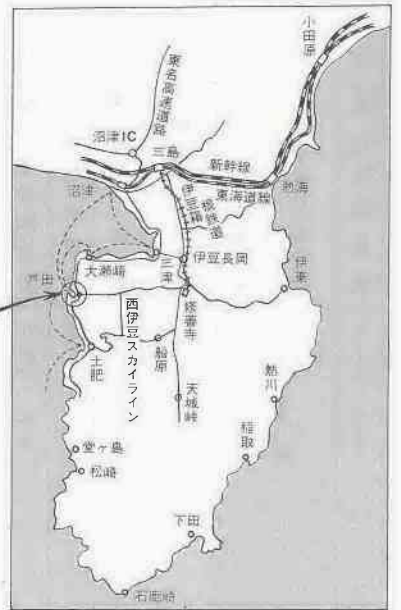 小田原
東名高速道路
沼津IC
三島
新幹線
沼津
東海道線
熱海
伊豆箱根鉄道
大瀬崎
三津
伊豆長岡
伊東
戸田
修善寺
西伊豆スカイライン
船原
土肥
天城峠
熱川
稲取
堂ヶ島
松崎
下田
石廊崎